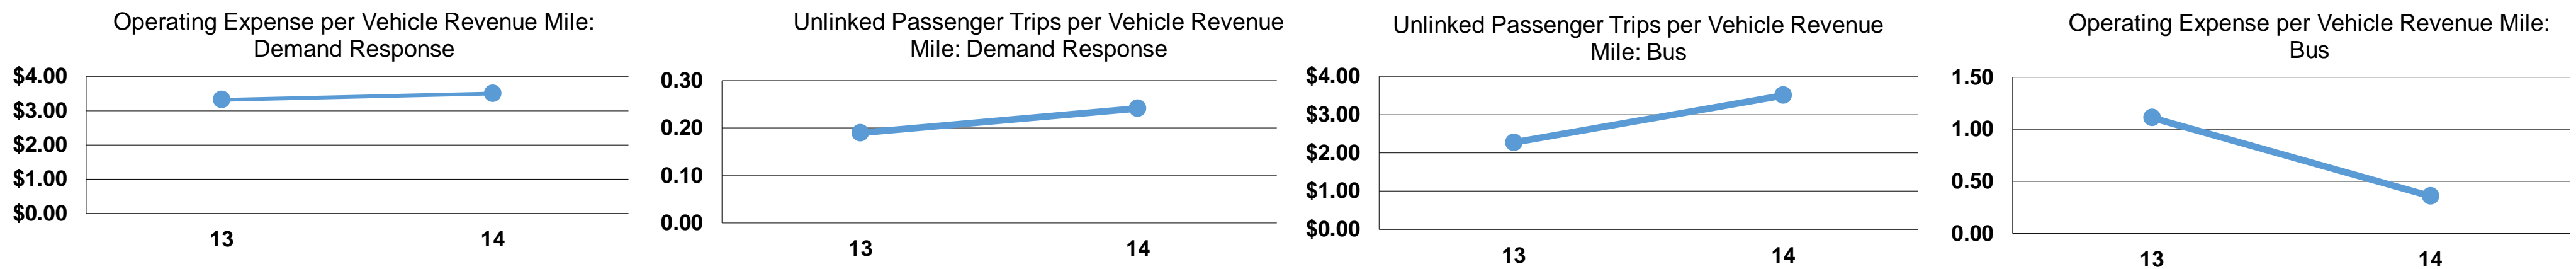 Operating Expense per Vehicle Revenue Mile:
Demand Response
$4.00
$3.00
$2.00
$1.00
$0.00
13 14
Unlinked Passenger Trips per Vehicle Revenue
Mile: Demand Response
0.30
0.20
0.10
0.00
13 14
Unlinked Passenger Trips per Vehicle Revenue
Mile: Bus
$4.00
$3.00
$2.00
$1.00
$0.00
13 14
Operating Expense per Vehicle Revenue Mile:
Bus
1.50
1.00
0.50
0.00
13 14